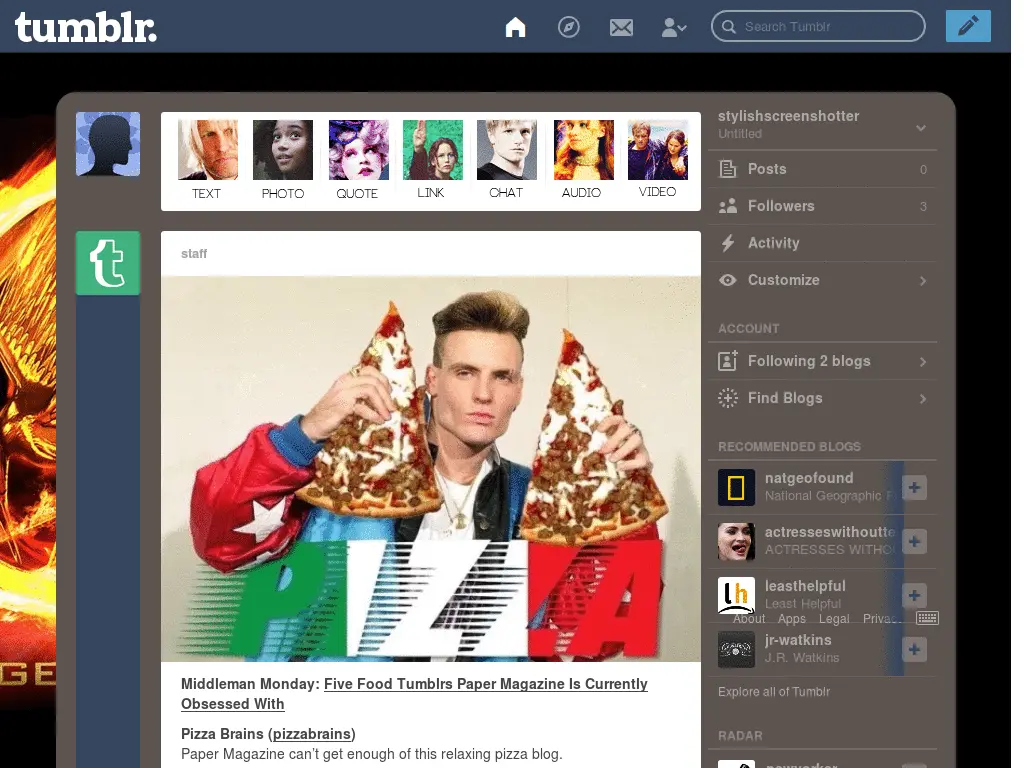 tumblr.
Search Tumblr
TEXT
PHOTO
QUOTE
LINK
CHAT
AUDIO
VIDEO
stylishscreenshotter
Untitled
Posts 0
Followers 3
Activity
Customize
ACCOUNT
Following 2 blogs
Find Blogs
RECOMMENDED BLOGS
natgeofound
National Geographic F
actresseswithoutte
ACTRESSES WITHO
leasthelpful
Least Helpful
About Apps Legal Privac
jr-watkins
J.R. Watkins
Explore all of Tumblr
RADAR
newyorker
staff
PIZZA
Middleman Monday: Five Food Tumblrs Paper Magazine Is Currently
Obsessed With
Pizza Brains (pizzabrains)
Paper Magazine can't get enough of this relaxing pizza blog.
GE